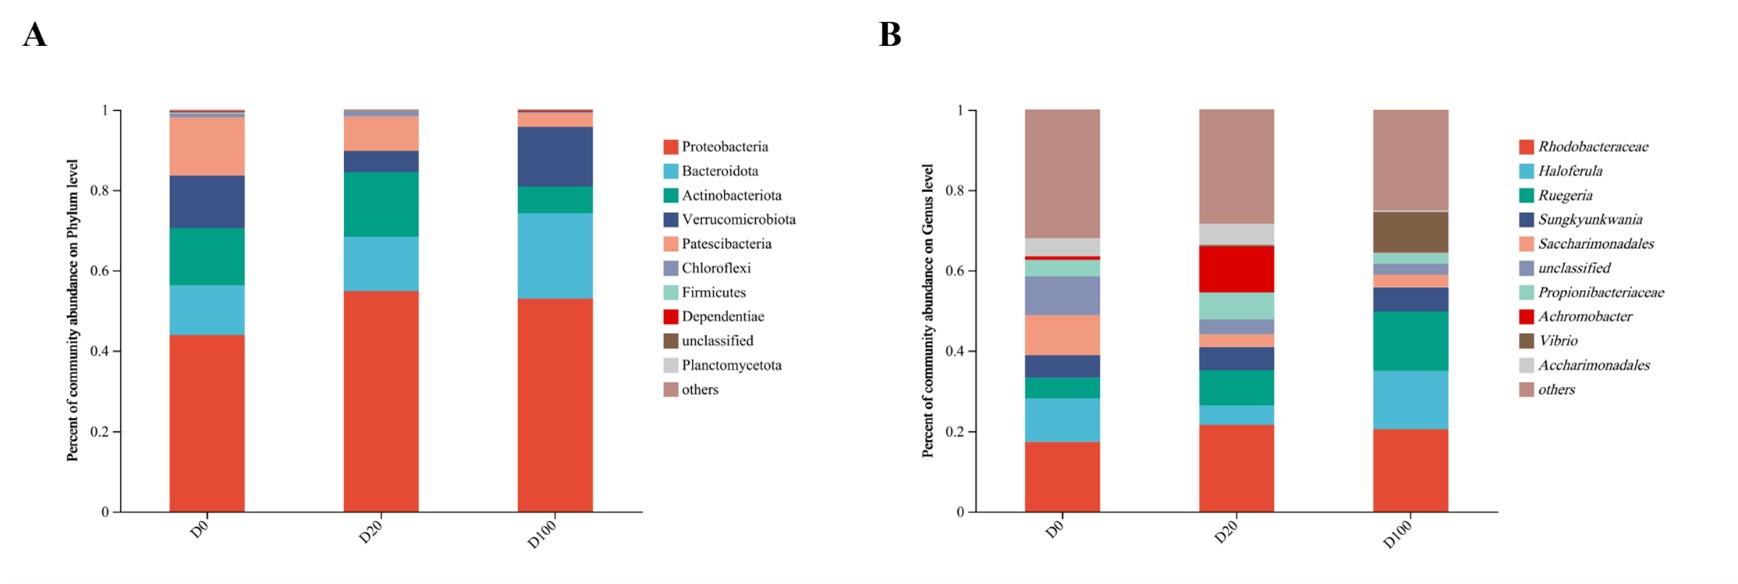 A
Percent of community abundance on Phylum level
1
0.8
0.6
0.4
0.2
0
D0
D20
D100
Proteobacteria
Bacteroidota
Actinobacteriota
Verrucomicrobiota
Patescibacteria
Chloroflexi
Firmicutes
Dependentiae
unclassified
Planctomycetota
others
B
Percent of community abundance on Genus level
1
0.8
0.6
0.4
0.2
0
D0
D20
D100
Rhodobacteraceae
Haloferula
Ruegeria
Sungkyunkwania
Saccharimonadales
unclassified
Propionibacteriaceae
Achromobacter
Vibrio
Accharimonadales
others